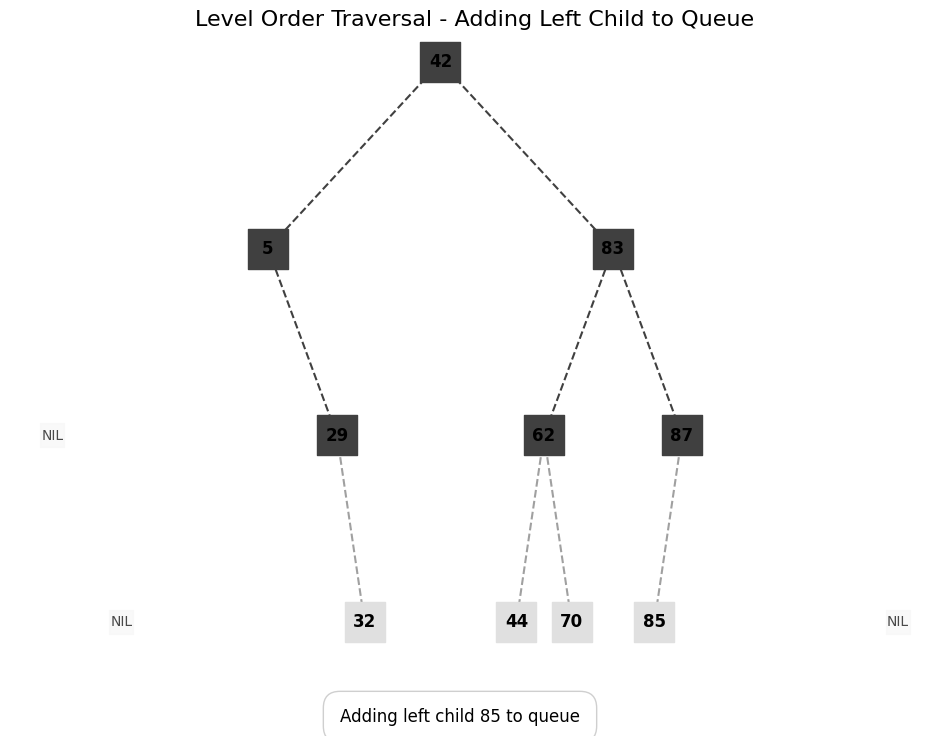 Level Order Traversal - Adding Left Child to Queue
42
5 83
NIL 29 62 87
NIL 32 44 70 85 NIL
Adding left child 85 to queue